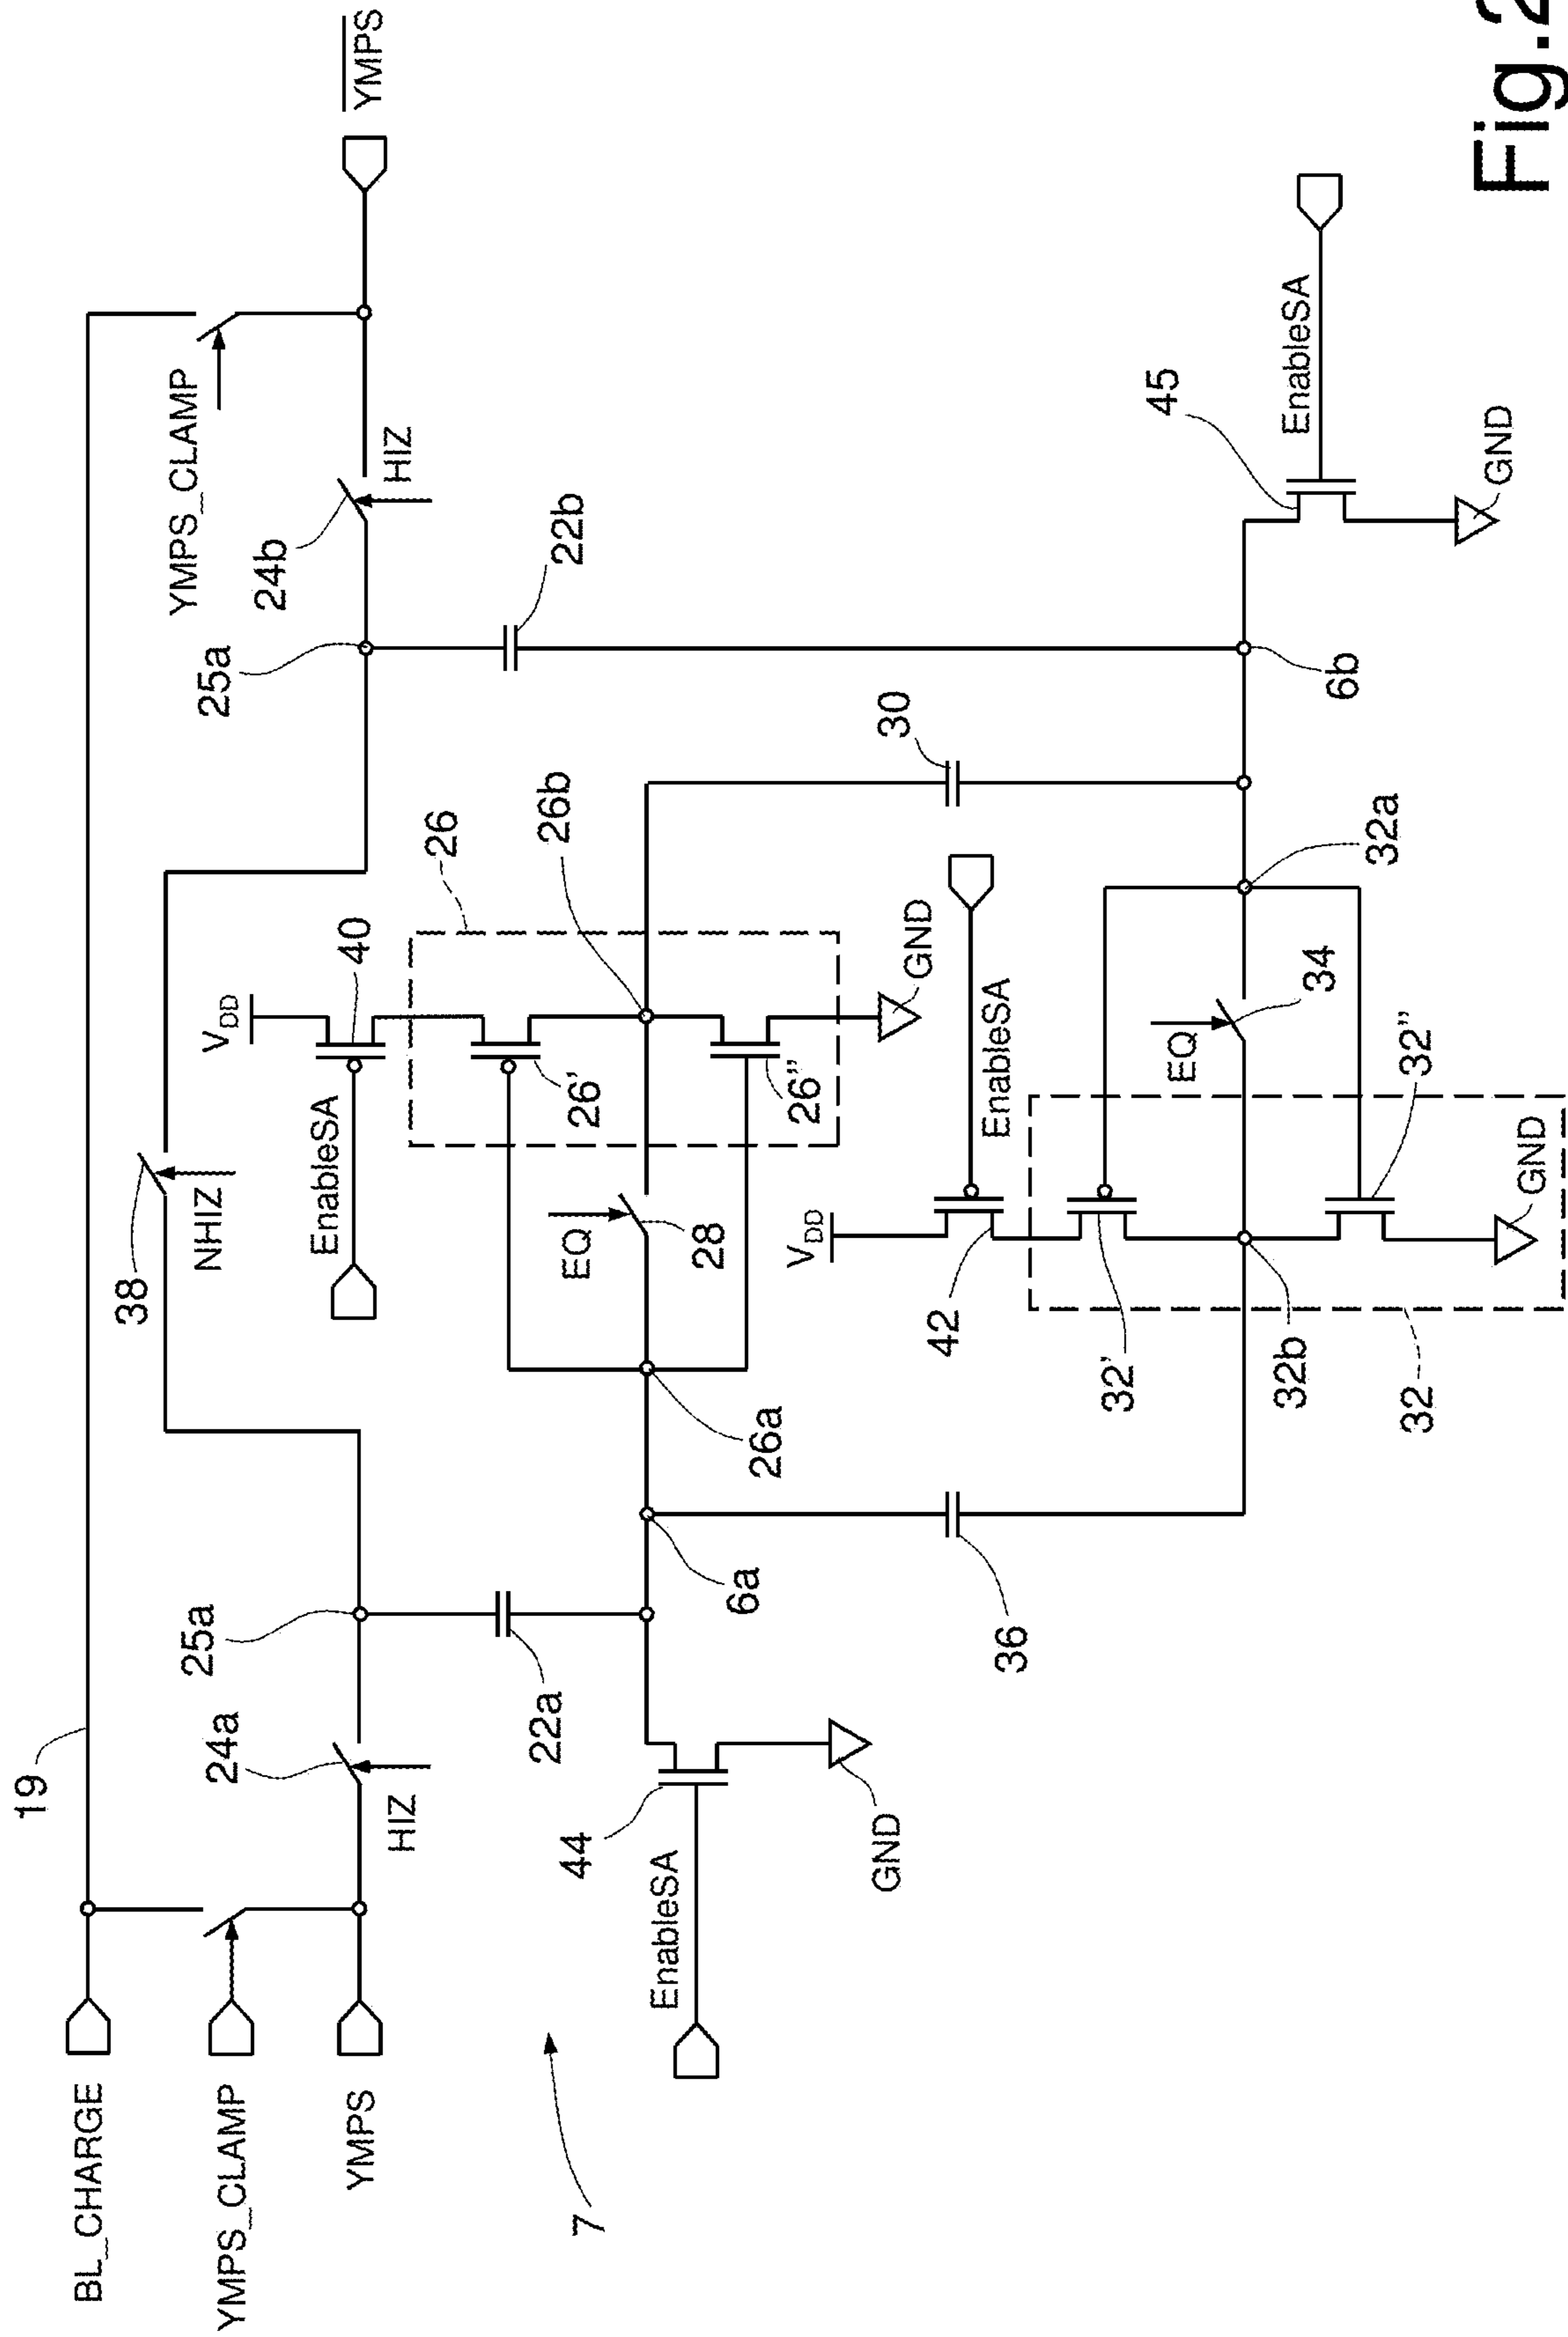 19
BL_CHARGE
YMPS_CLAMP
YMPS
24a
HIZ
25a
38
NHIZ
25a
24b
HIZ
YMPS_CLAMP
YMPS
22a
22b
7
44
EnableSA
GND
6a
26a
EQ
28
EnableSA
VDD
40
26
26'
26''
26b
GND
30
36
VDD
42
EnableSA
32'
32b
32
32"
GND
EQ
34
32a
6b
45
EnableSA
GND
Fig.2